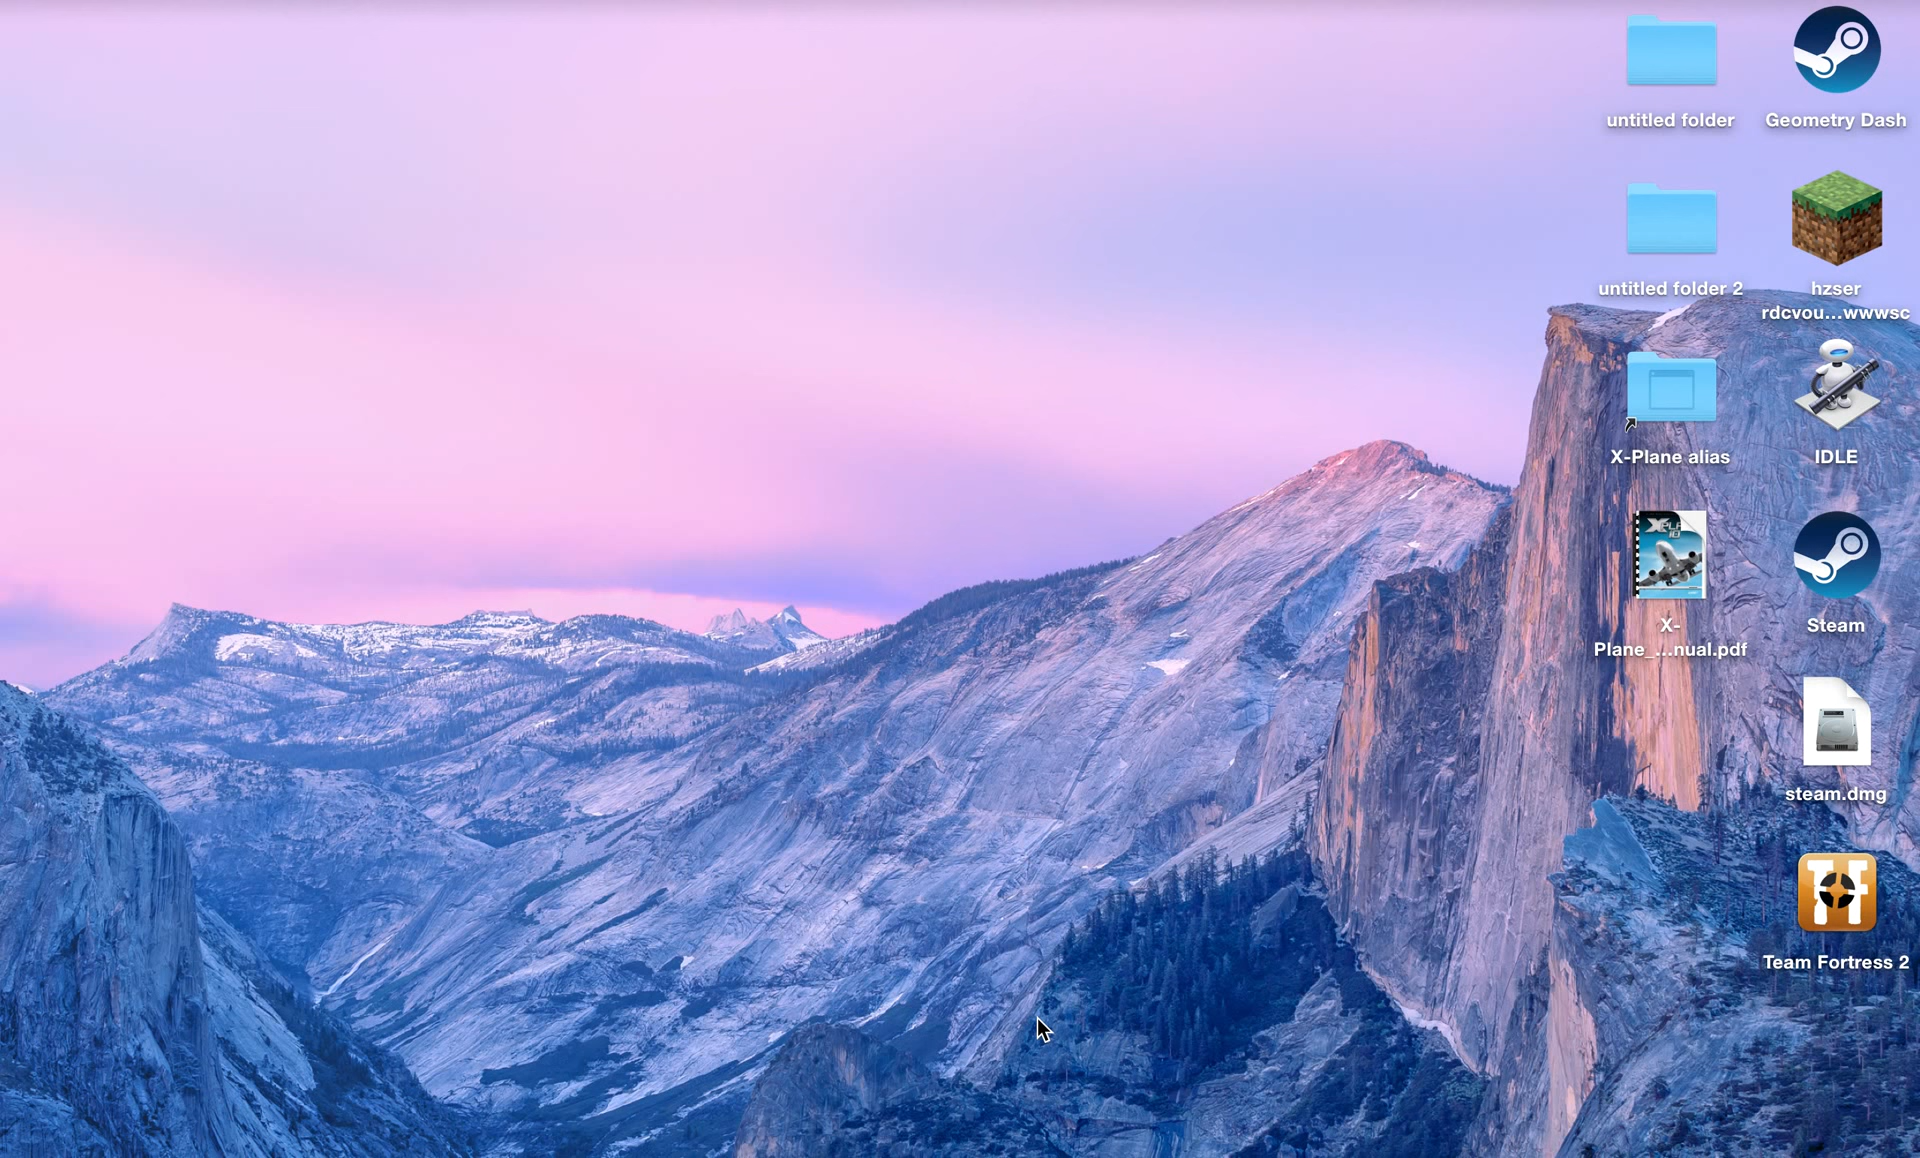 untitled folder
Geometry Dash
untitled folder 2
hzser
rdcvou...wwwsc
X-Plane alias
IDLE
X-
Plane_...nual.pdf
Steam
steam.dmg
Team Fortress 2